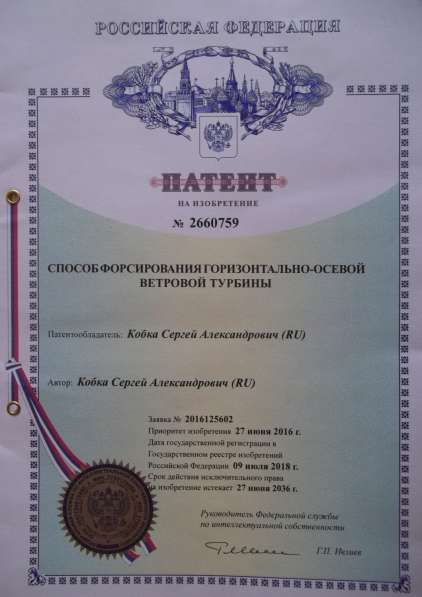 РОССИЙСКАЯ ФЕДЕРАЦИЯ
ПАТЕНТ
НА ИЗОБРЕТЕНИЕ
№ 2660759
СПОСОБ ФОРСИРОВАНИЯ ГОРИЗОНТАЛЬНО-ОСЕВОЙ
ВЕТРОВОЙ ТУРБИНЫ
Патентообладатель: Кобка Сергей Александрович (RU)
Автор: Кобка Сергей Александрович (RU)
Заявка № 2016125602
Приоритет изобретения 27 июня 2016 г.
Дата государственной регистрации в
Государственном реестре изобретений
Российской Федерации 09 июля 2018 г.
Срок действия исключительного права
на изобретение истекает 27 июня 2036 г.
Руководитель Федеральной службы
по интеллектуальной собственности
Г.П. Ивлиев